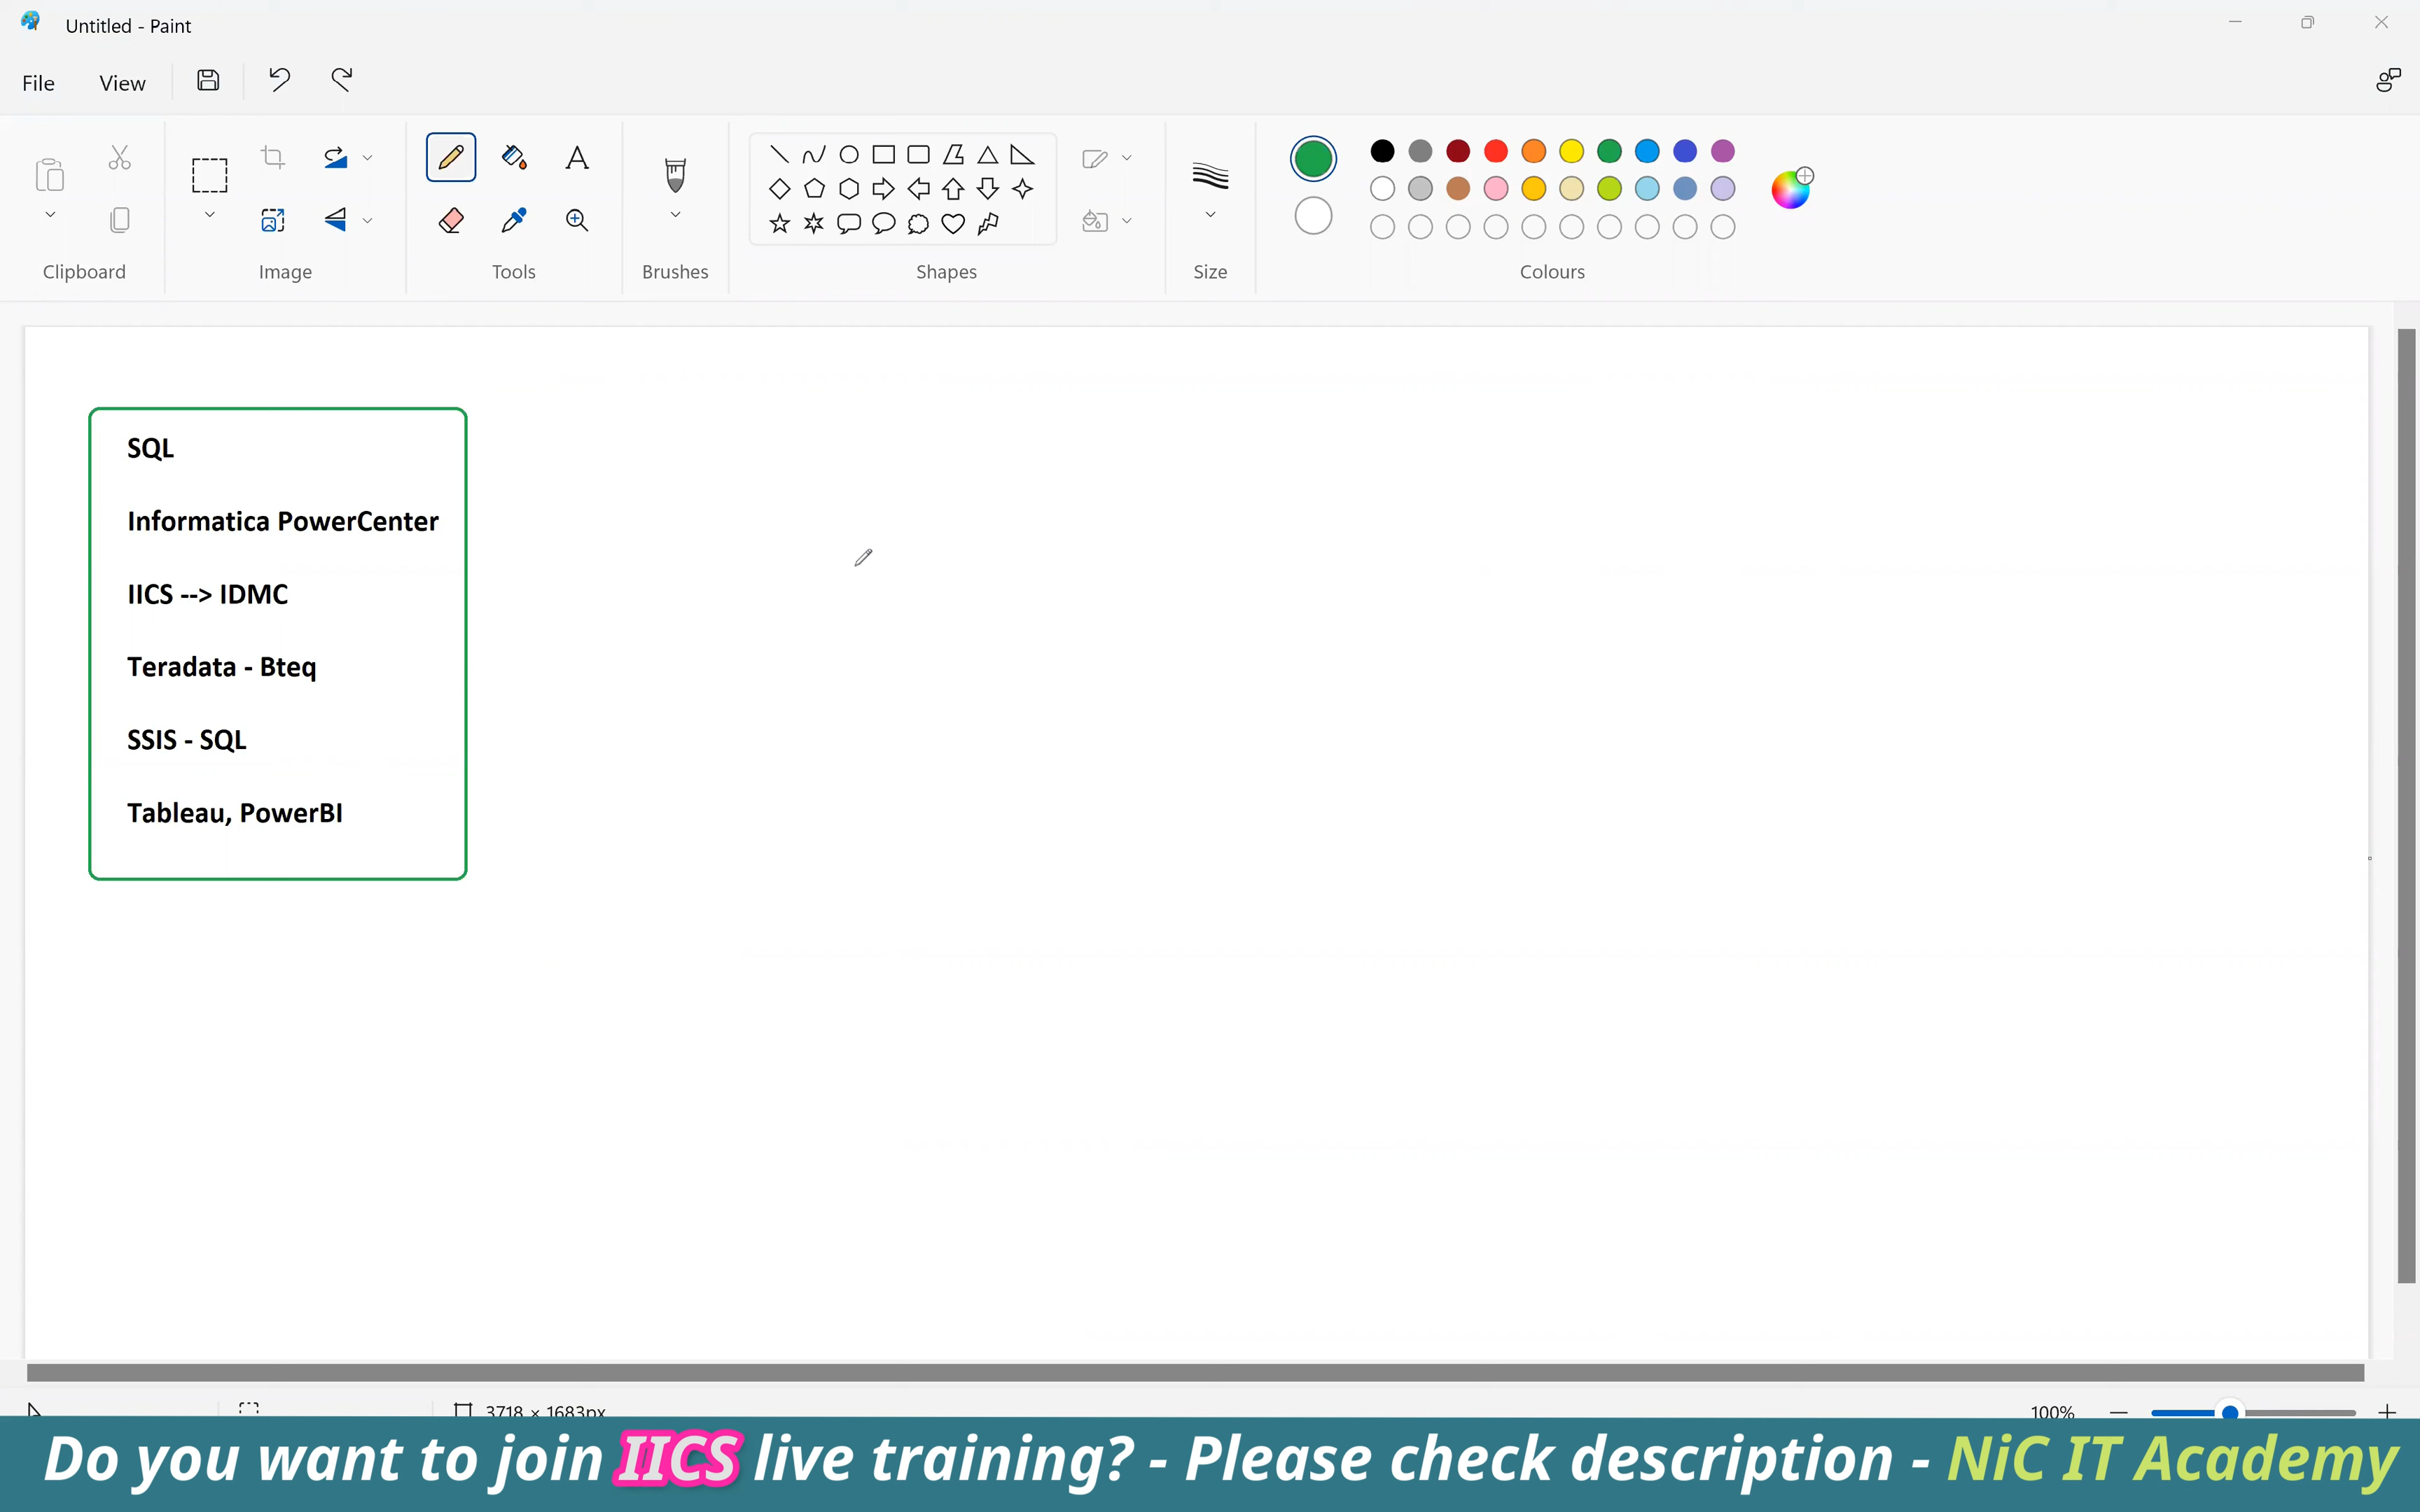 Untitled - Paint
File View
Clipboard Image Tools Brushes Shapes Size Colours
SQL
Informatica PowerCenter
IICS --> IDMC
Teradata - Bteq
SSIS - SQL
Tableau, PowerBI
3718 × 1683px 100%
Do you want to join IICS live training? - Please check description - NiC IT Academy